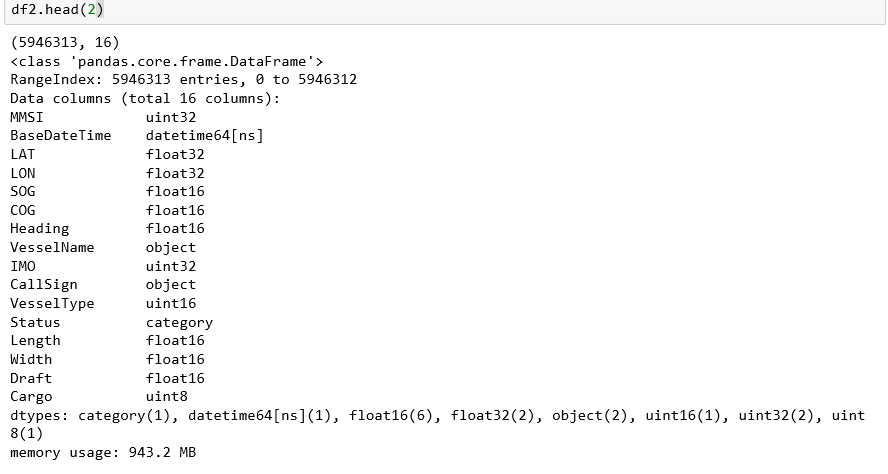 df2.head(2)
(5946313, 16)
<class 'pandas.core.frame.DataFrame'>
RangeIndex: 5946313 entries, 0 to 5946312
Data columns (total 16 columns):
MMSI            uint32
BaseDateTime    datetime64[ns]
LAT             float32
LON             float32
SOG             float16
COG             float16
Heading         float16
VesselName      object
IMO             uint32
CallSign        object
VesselType      uint16
Status          category
Length          float16
Width           float16
Draft           float16
Cargo           uint8
dtypes: category(1), datetime64[ns](1), float16(6), float32(2), object(2), uint16(1), uint32(2), uint
8(1)
memory usage: 943.2 MB